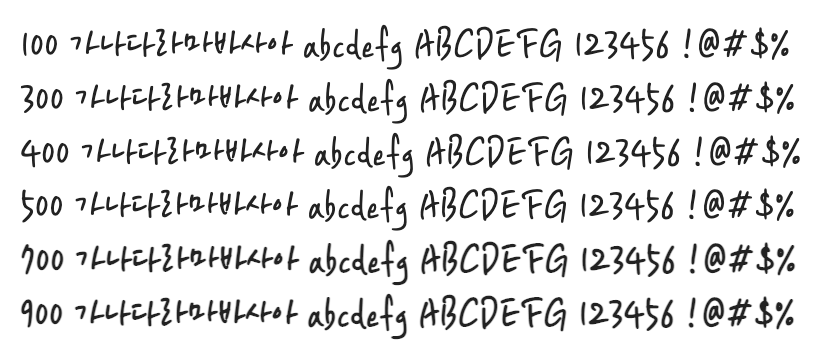 100 가나다라마바사아 abcdefg ABCDEFG 123456 !@#$%
300 가나다라마바사아 abcdefg ABCDEFG 123456 !@#$%
400 가나다라마바사아 abcdefg ABCDEFG 123456 !@#$%
500 가나다라마바사아 abcdefg ABCDEFG 123456 !@#$%
700 가나다라마바사아 abcdefg ABCDEFG 123456 !@#$%
900 가나다라마바사아 abcdefg ABCDEFG 123456 !@#$%